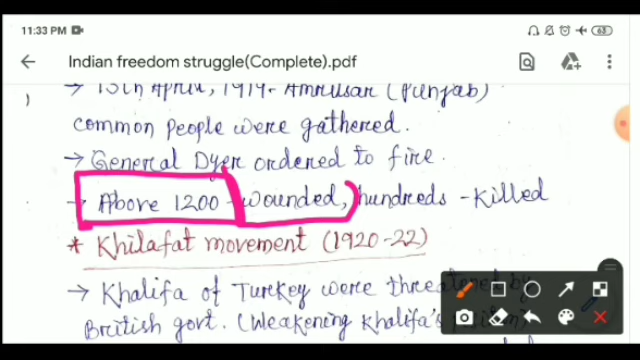 11:33 PM
63
Indian freedom struggle(Complete).pdf
→ 13th April, 1919- Amritsar (Punjab)
common people were gathered.
→ General Dyer ordered to fire.
→ Above 1200 - wounded, hundreds - killed
* Khilafat movement (1920-22)
→ Khalifa of Turkey were threatened by
British govt. (Weakening Khalifa's